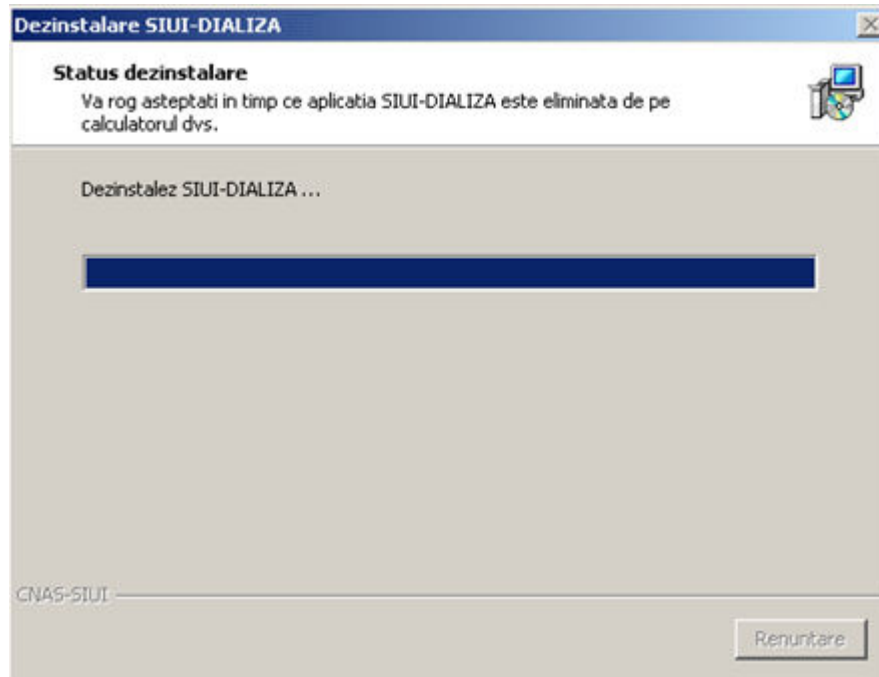 Dezinstalare SIUI-DIALIZA
Status dezinstalare
Va rog asteptati in timp ce aplicatia SIUI-DIALIZA este eliminata de pe
calculatorul dvs.
Dezinstalez SIUI-DIALIZA ...
CNAS-SIUI
Renuntare